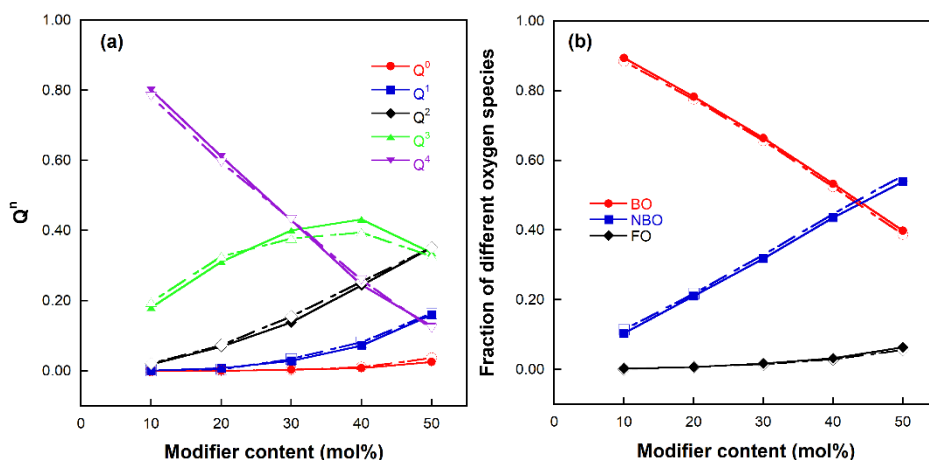 (a)
Q⁰
Q¹
Q²
Q³
Q⁴
1.00
0.80
0.60
0.40
0.20
0.00
Qⁿ
0 10 20 30 40 50
Modifier content (mol%)
(b)
BO
NBO
FO
1.00
0.80
0.60
0.40
0.20
0.00
Fraction of different oxygen species
0 10 20 30 40 50
Modifier content (mol%)